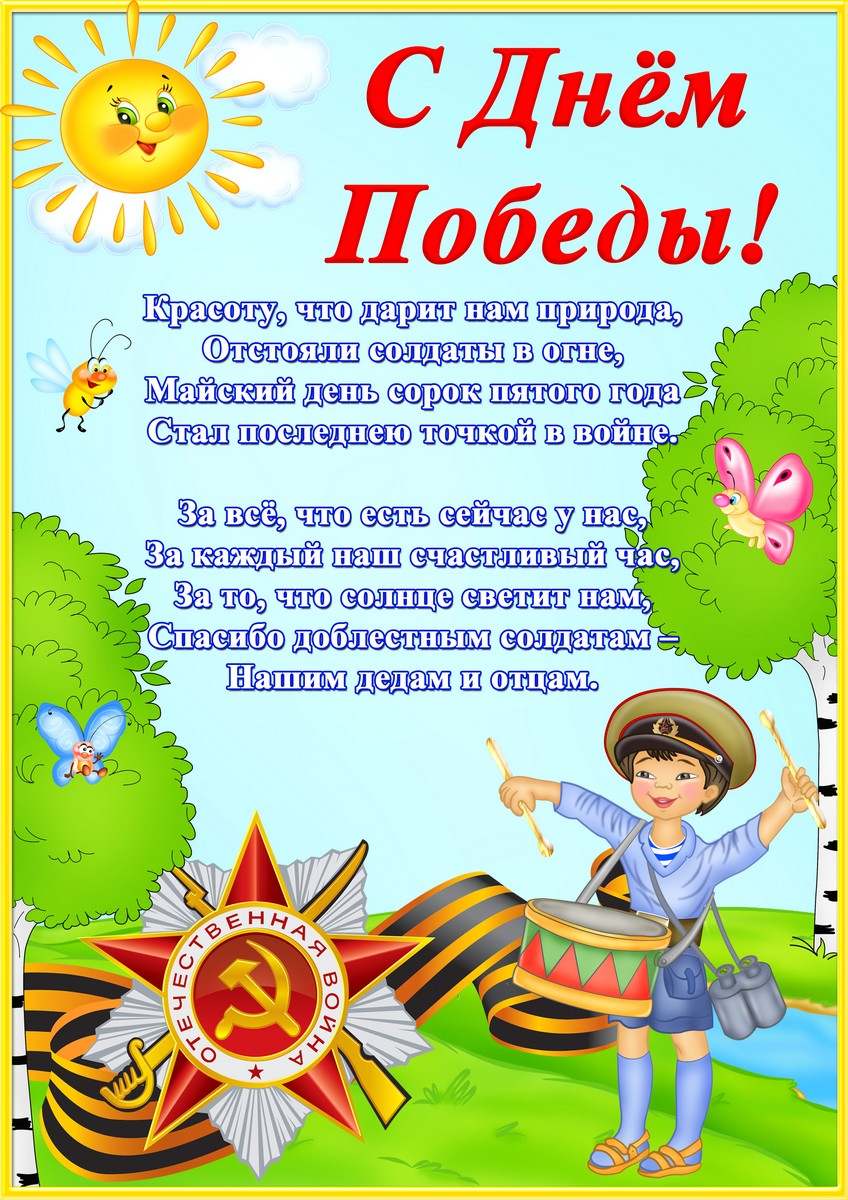 С Днём
Победы!
Красоту, что дарит нам природа,
Отстояли солдаты в огне,
Майский день сорок пятого года
Стал последнею точкой в войне.
За всё, что есть сейчас у нас,
За каждый наш счастливый час,
За то, что солнце светит нам,
Спасибо доблестным солдатам –
Нашим дедам и отцам.
ОТЕЧЕСТВЕННАЯ ВОЙНА